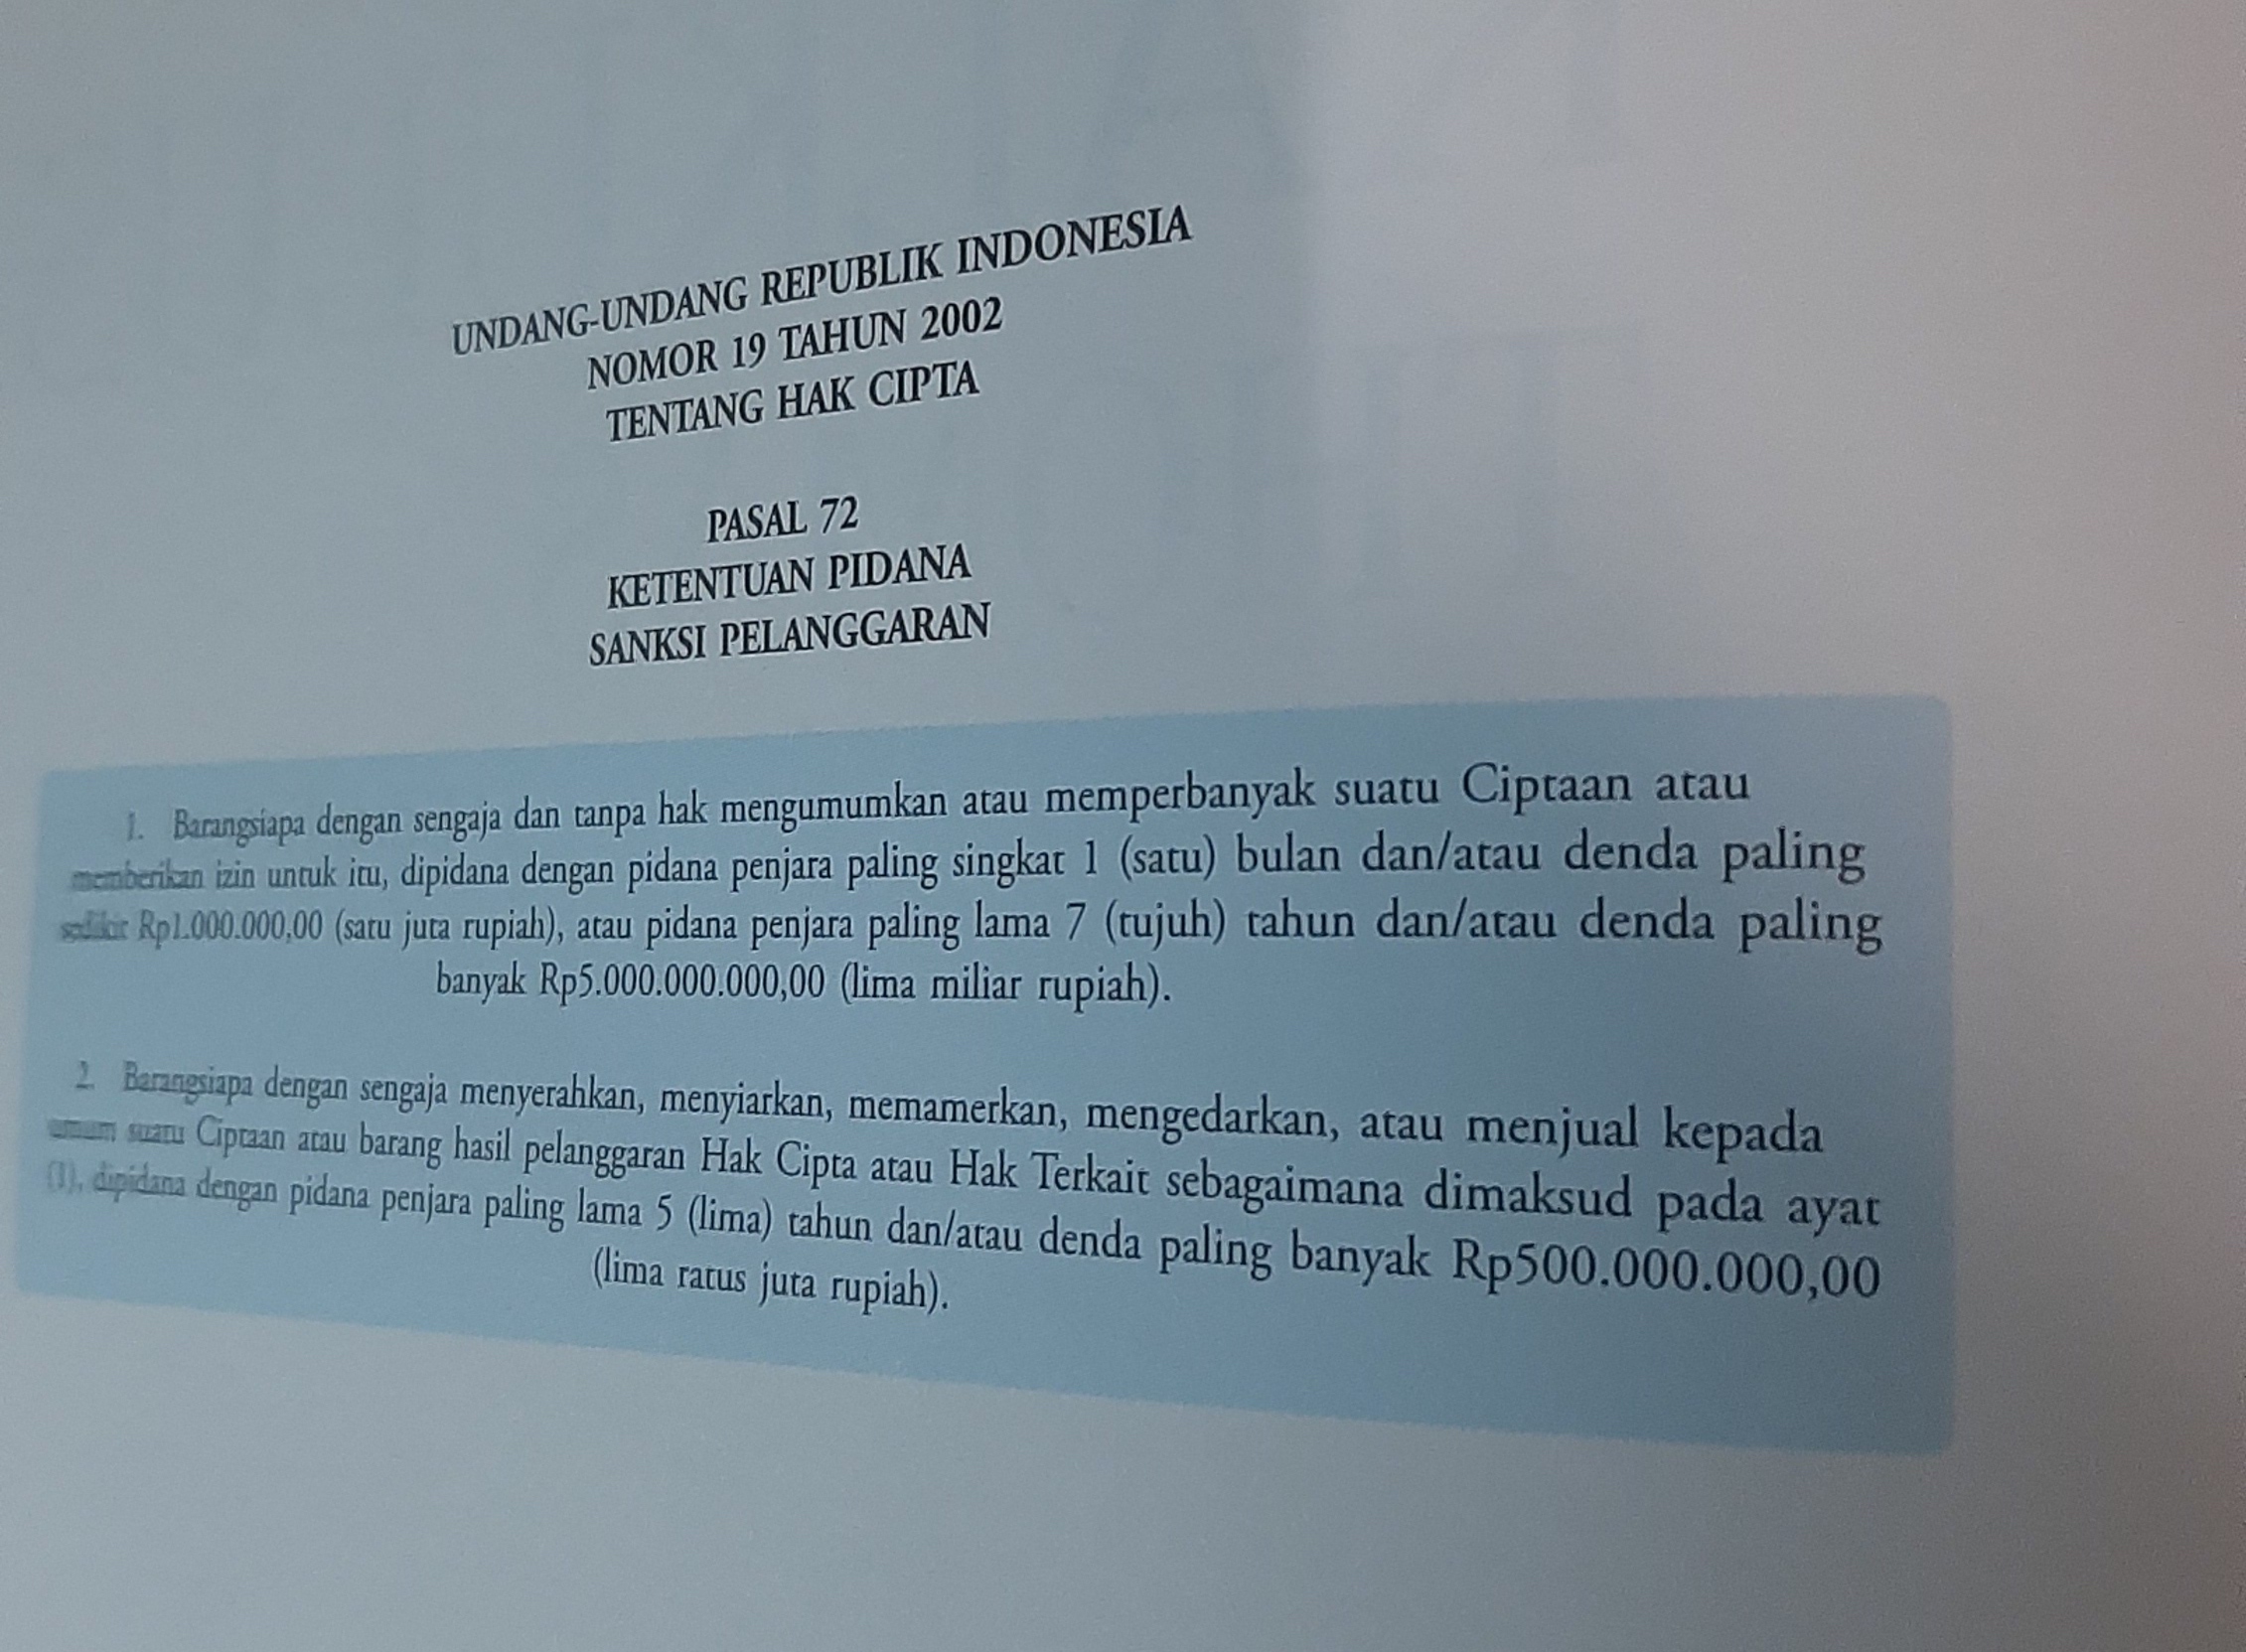 UNDANG-UNDANG REPUBLIK INDONESIA
NOMOR 19 TAHUN 2002
TENTANG HAK CIPTA
PASAL 72
KETENTUAN PIDANA
SANKSI PELANGGARAN
1. Barangsiapa dengan sengaja dan tanpa hak mengumumkan atau memperbanyak suatu Ciptaan atau
memberikan izin untuk itu, dipidana dengan pidana penjara paling singkat 1 (satu) bulan dan/atau denda paling
sedikit Rp1.000.000,00 (satu juta rupiah), atau pidana penjara paling lama 7 (tujuh) tahun dan/atau denda paling
banyak Rp5.000.000.000,00 (lima miliar rupiah).
2. Barangsiapa dengan sengaja menyerahkan, menyiarkan, memamerkan, mengedarkan, atau menjual kepada
umum suatu Ciptaan atau barang hasil pelanggaran Hak Cipta atau Hak Terkait sebagaimana dimaksud pada ayat
(1), dipidana dengan pidana penjara paling lama 5 (lima) tahun dan/atau denda paling banyak Rp500.000.000,00
(lima ratus juta rupiah).